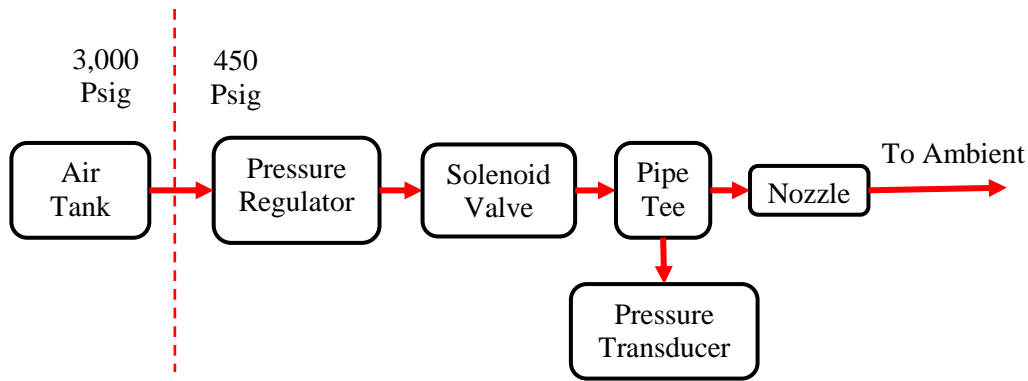 3,000
Psig
450
Psig
Air
Tank
Pressure
Regulator
Solenoid
Valve
Pipe
Tee
Nozzle
To Ambient
Pressure
Transducer